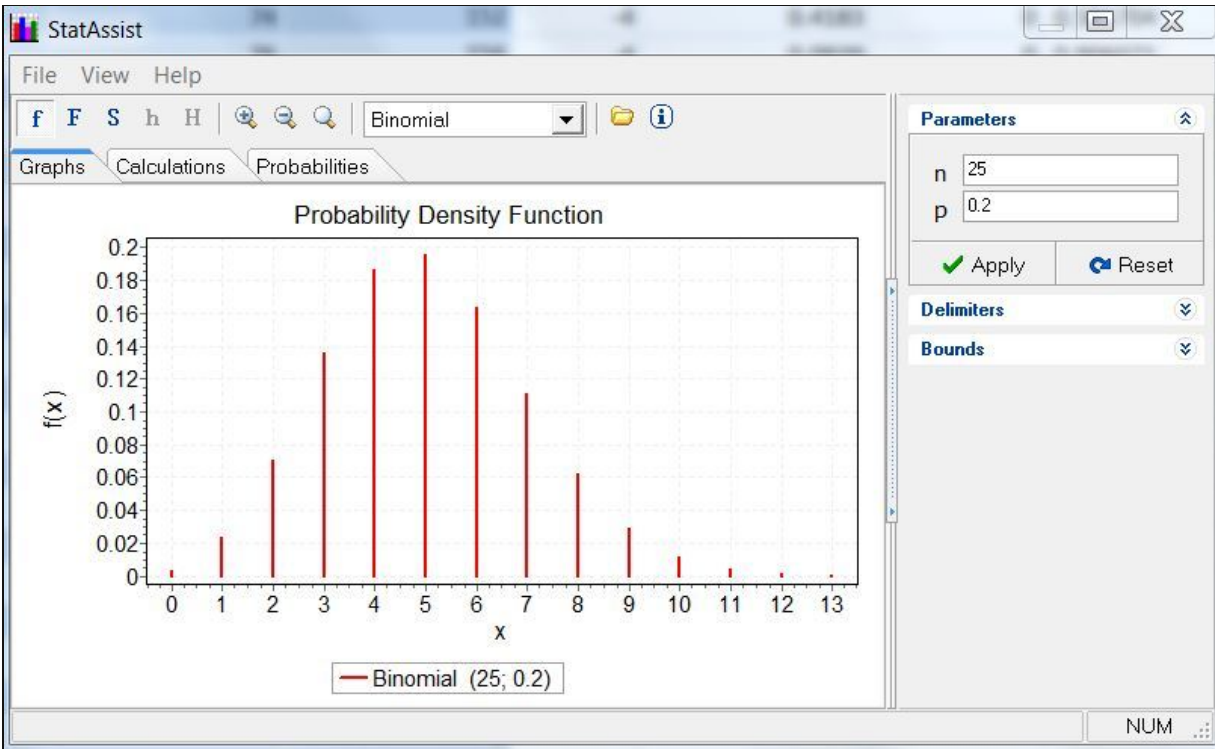 StatAssist
File View Help
f F S h H Binomial
Graphs Calculations Probabilities
Probability Density Function
0.2
0.18
0.16
0.14
0.12
0.1
0.08
0.06
0.04
0.02
0
f(x)
0 1 2 3 4 5 6 7 8 9 10 11 12 13
x
Binomial (25; 0.2)
Parameters
n 25
p 0.2
Apply Reset
Delimiters
Bounds
NUM